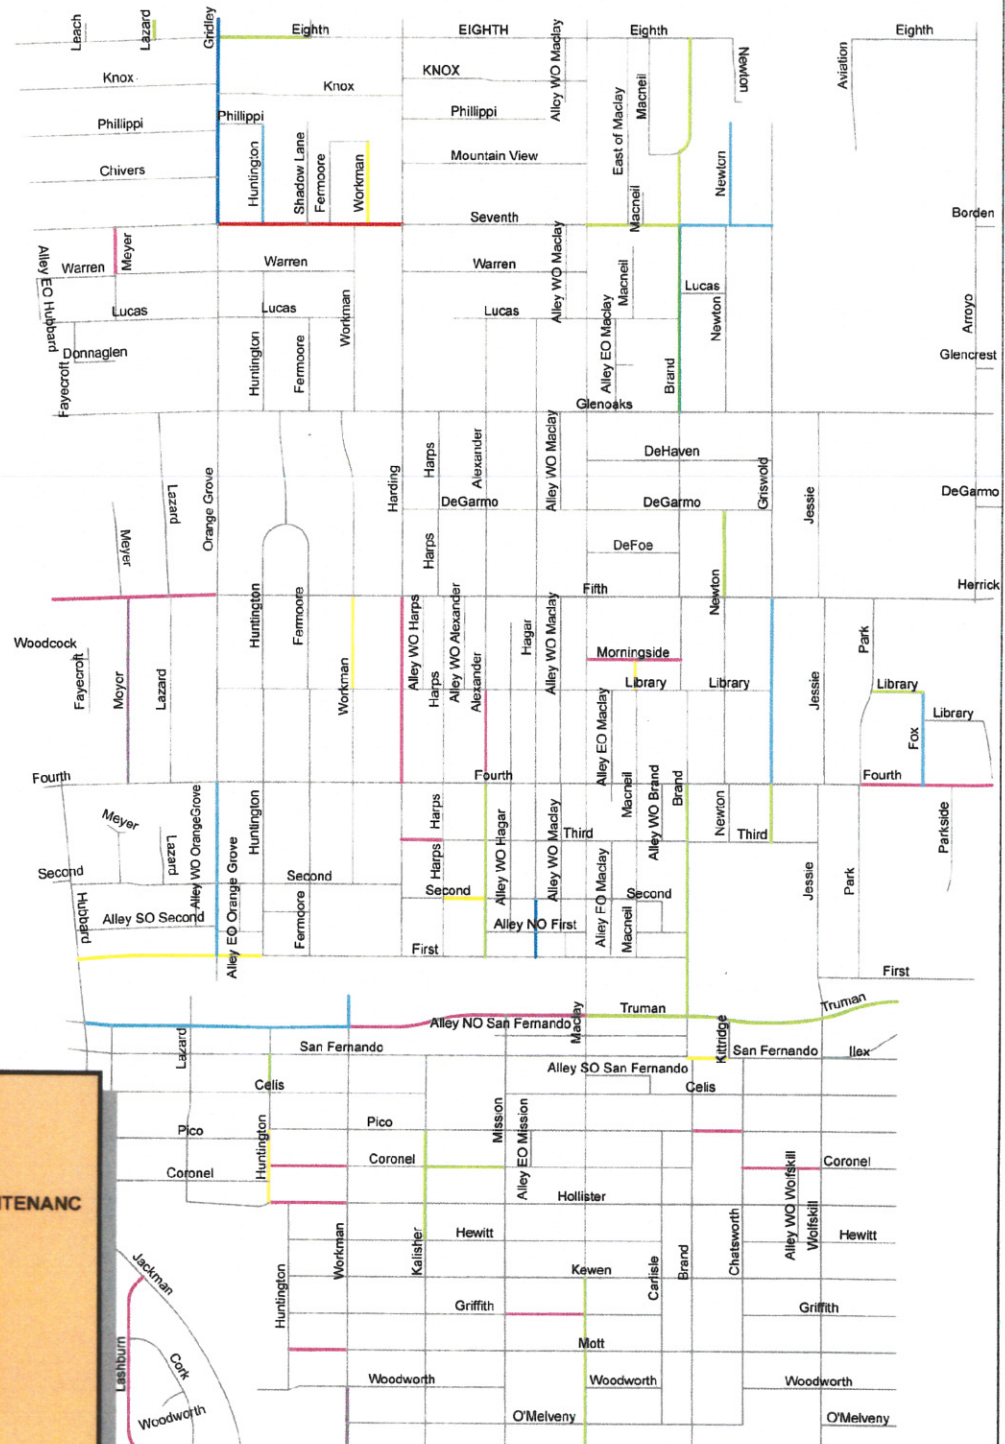 Leach
Lazard
Gridley
Eighth
EIGHTH
Alley WO Maclay
Eighth
Newton
Aviation
Eighth
Knox
Knox
KNOX
East of Maclay
Macneil
Phillippi
Phillippi
Phillippi
Chivers
Huntington
Shadow Lane
Fermoore
Workman
Mountain View
Newton
Macneil
Seventh
Borden
Alley EO Hubbard
Warren
Meyer
Warren
Warren
Alley WO Maclay
Macneil
Lucas
Lucas
Workman
Lucas
Alley EO Maclay
Lucas
Newton
Arroyo
Donnaglen
Fayecroft
Huntington
Fermoore
Brand
Glencrest
Glenoaks
Lazard
Orange Grove
Harding
Harps
Alexander
Alley WO Maclay
DeHaven
Griswold
Jessie
DeGarmo
DeGarmo
DeGarmo
Meyer
Harps
DeFoe
Fifth
Newton
Herrick
Huntington
Fermoore
Alley WO Harps
Alley WO Alexander
Hagar
Alley WO Maclay
Park
Woodcock
Fayecroft
Moyor
Lazard
Workman
Harps
Alexander
Morningside
Library
Library
Jessie
Library
Library
Fox
Alley EO Maclay
Fourth
Fourth
Macneil
Alley WO Brand
Brand
Fourth
Meyer
Lazard
Alley WO OrangeGrove
Huntington
Harps
Alley WO Hagar
Alley WO Maclay
Third
Newton
Third
Parkside
Second
Alley EO Orange Grove
Second
Harps
Second
Alley FO Maclay
Second
Jessie
Park
Hubbard
Alley SO Second
Fermoore
Alley NO First
Macneil
First
First
Truman
Truman
Alley NO San Fernando
Maclay
Lazard
San Fernando
Kittridge
San Fernando
Ilex
Alley SO San Fernando
Celis
Celis
Pico
Huntington
Pico
Mission
Alley EO Mission
Coronel
Coronel
Coronel
Alley WO Wolfskill
Wolfskill
Hollister
TENANC
Workman
Kalisher
Hewitt
Chatsworth
Hewitt
Jackman
Huntington
Kewen
Carlisle
Brand
Griffith
Griffith
Lashburn
Cork
Mott
Woodworth
Woodworth
Woodworth
Woodworth
O'Melveny
O'Melveny